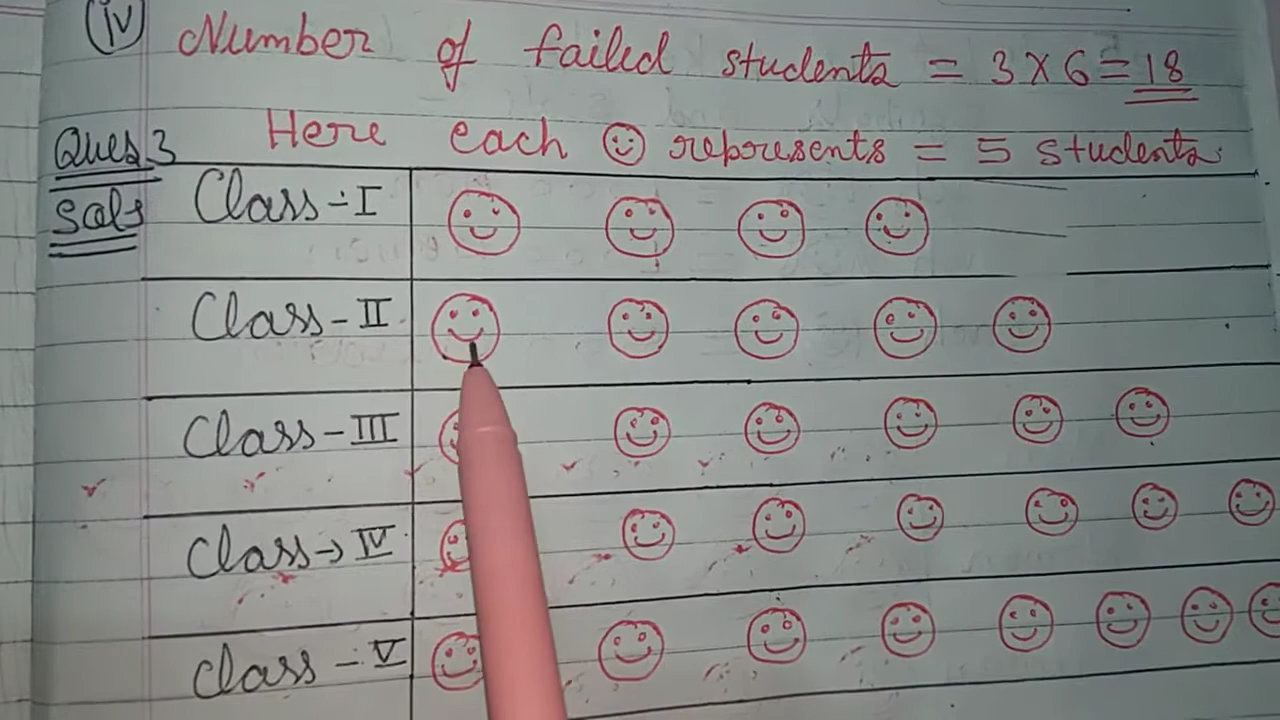 (iv) Number of failed students = 3 × 6 = 18
Ques 3 Here each ☺ represents = 5 students.
Sol:- Class-I
Class-II
Class-III
Class→IV
Class-V